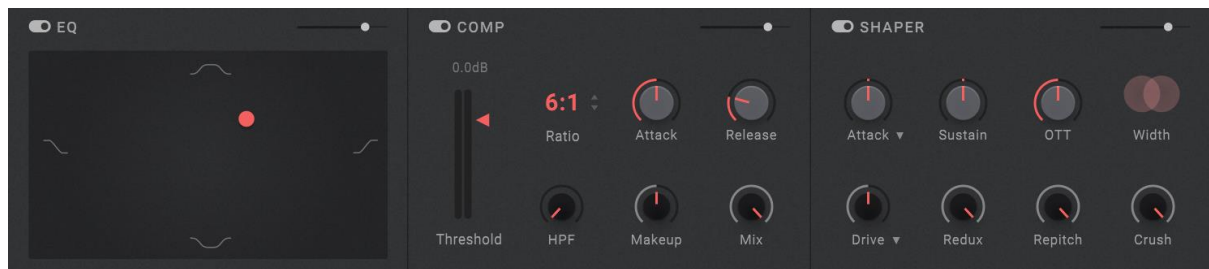 EQ
COMP
SHAPER
0.0dB
6:1
Ratio
Attack
Release
Attack ▼
Sustain
OTT
Width
Threshold
HPF
Makeup
Mix
Drive ▼
Redux
Repitch
Crush